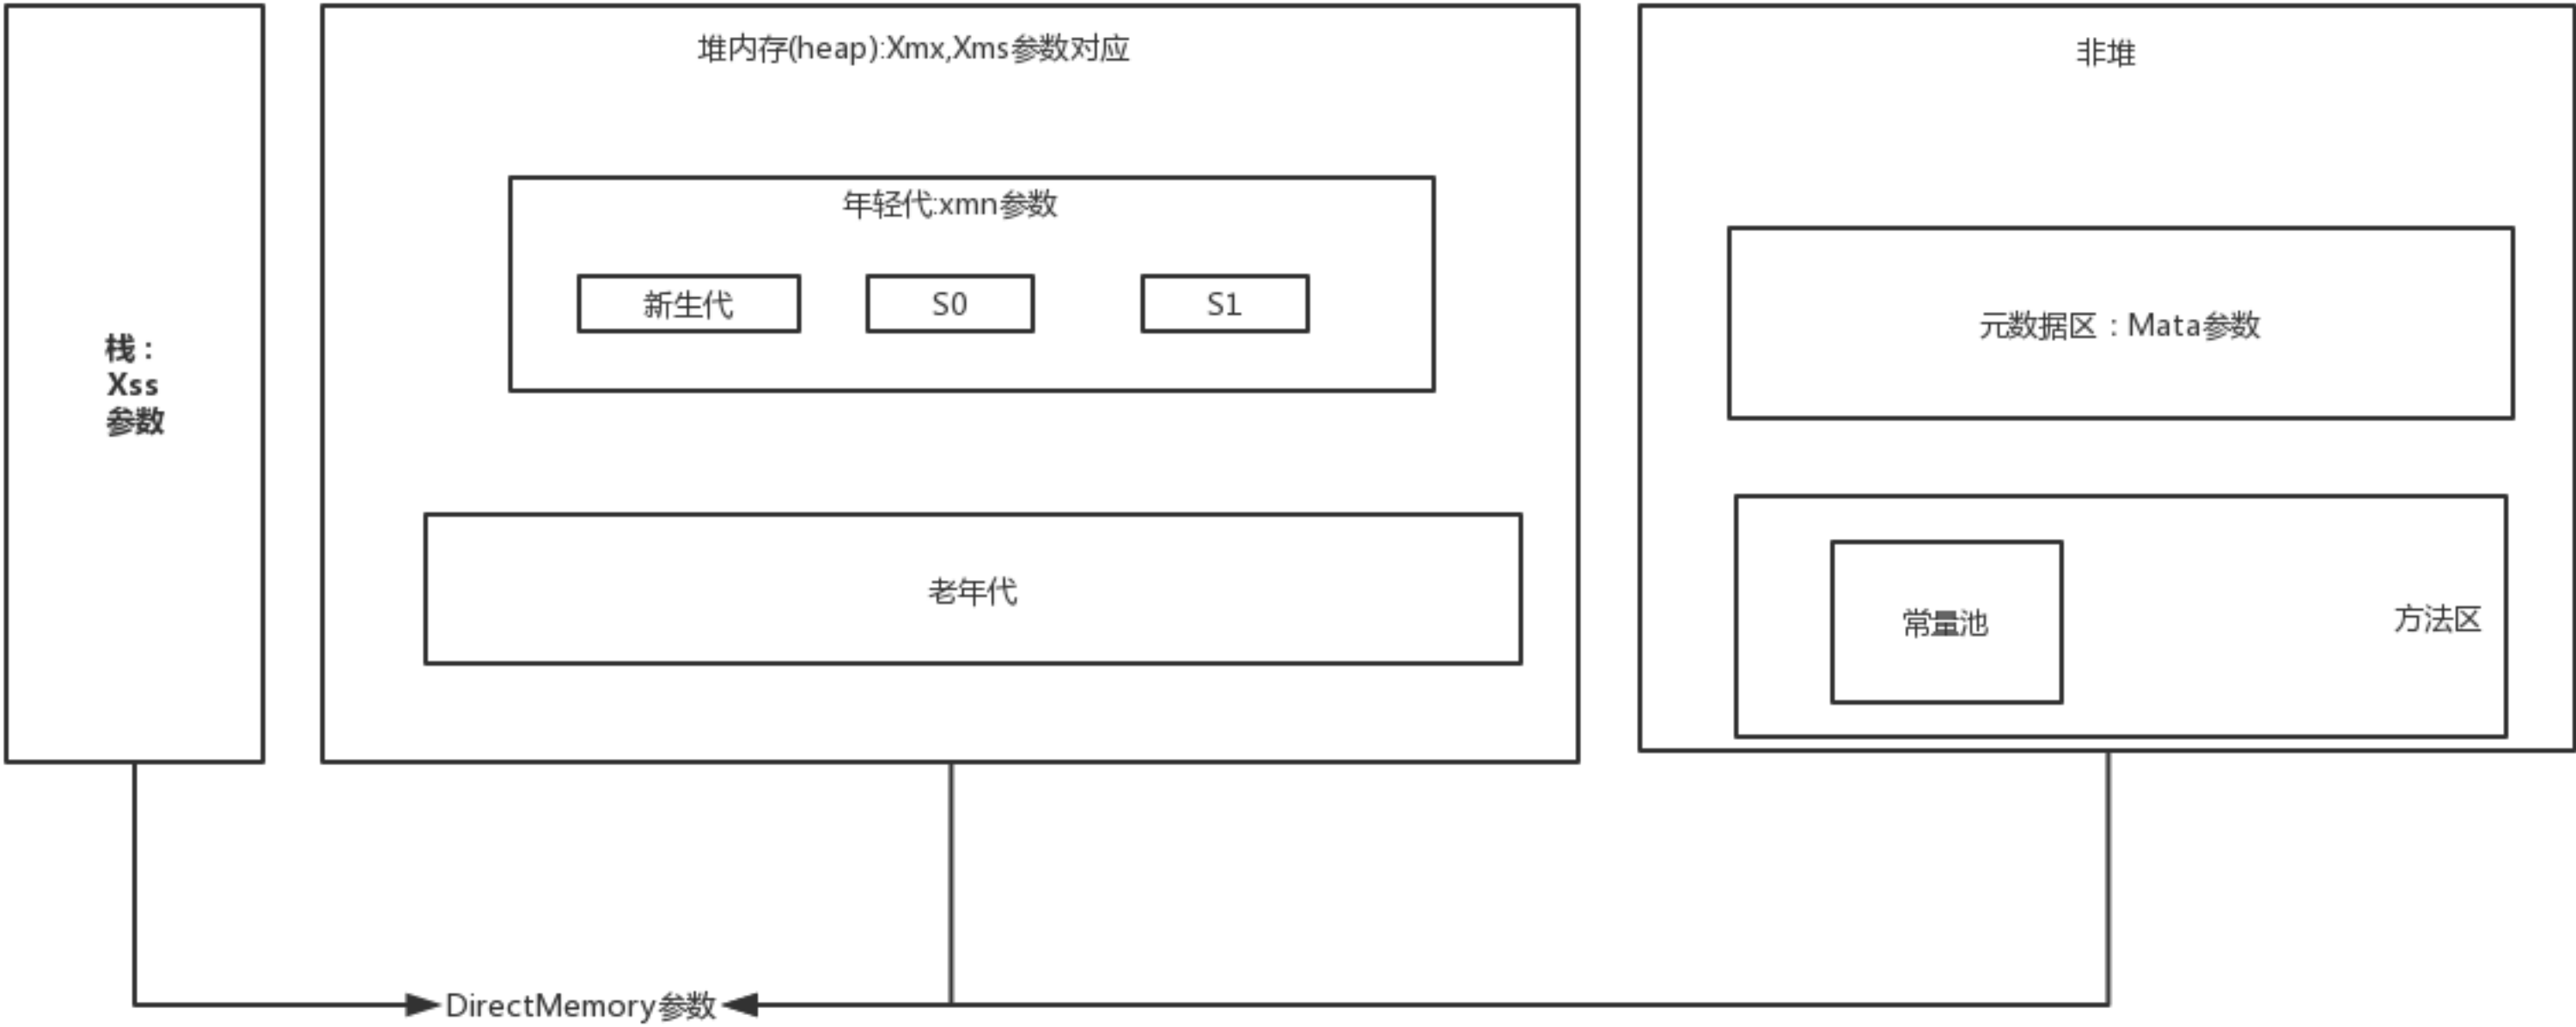 栈：
Xss
参数
堆内存(heap):Xmx,Xms参数对应
年轻代:xmn参数
新生代
S0
S1
老年代
非堆
元数据区：Mata参数
常量池
方法区
DirectMemory参数